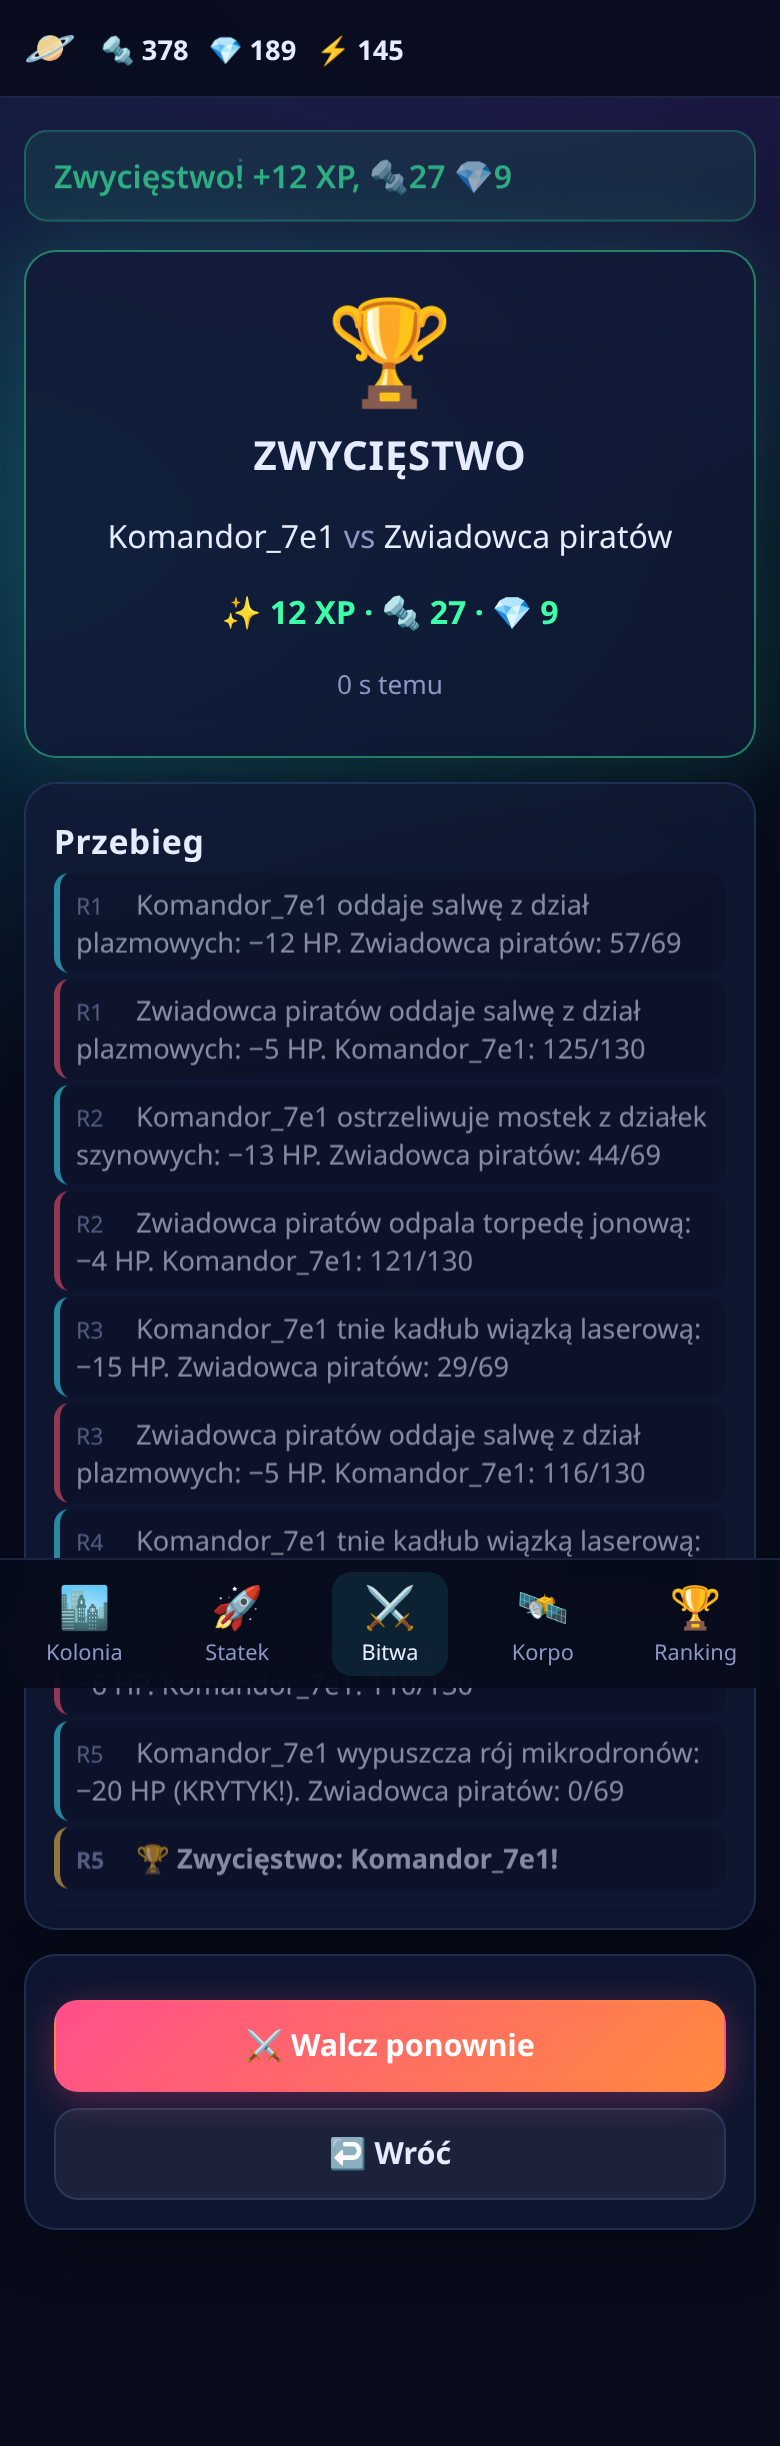 378 189 145
Zwycięstwo! +12 XP, 27 9
ZWYCIĘSTWO
Komandor_7e1 vs Zwiadowca piratów
12 XP · 27 · 9
0 s temu
Przebieg
R1 Komandor_7e1 oddaje salwę z dział
plazmowych: −12 HP. Zwiadowca piratów: 57/69
R1 Zwiadowca piratów oddaje salwę z dział
plazmowych: −5 HP. Komandor_7e1: 125/130
R2 Komandor_7e1 ostrzeliwuje mostek z działek
szynowych: −13 HP. Zwiadowca piratów: 44/69
R2 Zwiadowca piratów odpala torpedę jonową:
−4 HP. Komandor_7e1: 121/130
R3 Komandor_7e1 tnie kadłub wiązką laserową:
−15 HP. Zwiadowca piratów: 29/69
R3 Zwiadowca piratów oddaje salwę z dział
plazmowych: −5 HP. Komandor_7e1: 116/130
R4 Komandor_7e1 tnie kadłub wiązką laserową:
Kolonia Statek Bitwa Korpo Ranking
−6 HP. Komandor_7e1: 110/130
R5 Komandor_7e1 wypuszcza rój mikrodronów:
−20 HP (KRYTYK!). Zwiadowca piratów: 0/69
R5 Zwycięstwo: Komandor_7e1!
Walcz ponownie
Wróć